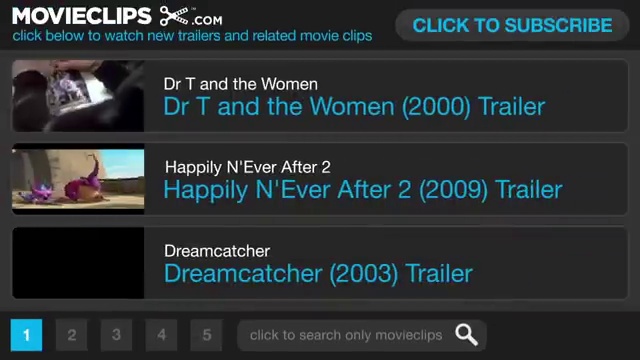 MOVIECLIPS .COM
click below to watch new trailers and related movie clips
CLICK TO SUBSCRIBE
Dr T and the Women
Dr T and the Women (2000) Trailer
Happily N'Ever After 2
Happily N'Ever After 2 (2009) Trailer
Dreamcatcher
Dreamcatcher (2003) Trailer
1 2 3 4 5 click to search only movieclips